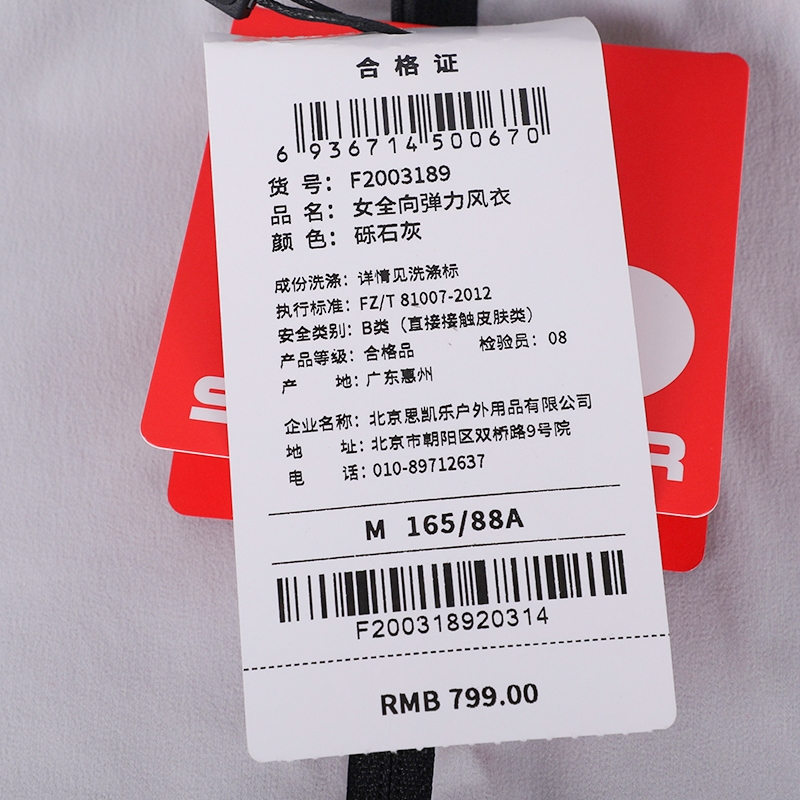 合格证
6 936714 500670
货 号： F2003189
品 名： 女全向弹力风衣
颜 色： 砾石灰
成份洗涤：详情见洗涤标
执行标准：FZ/T 81007-2012
安全类别：B类（直接接触皮肤类）
产品等级：合格品 检验员：08
产 地：广东惠州
企业名称：北京思凯乐户外用品有限公司
地 址：北京市朝阳区双桥路9号院
电 话：010-89712637
M 165/88A
F200318920314
RMB 799.00